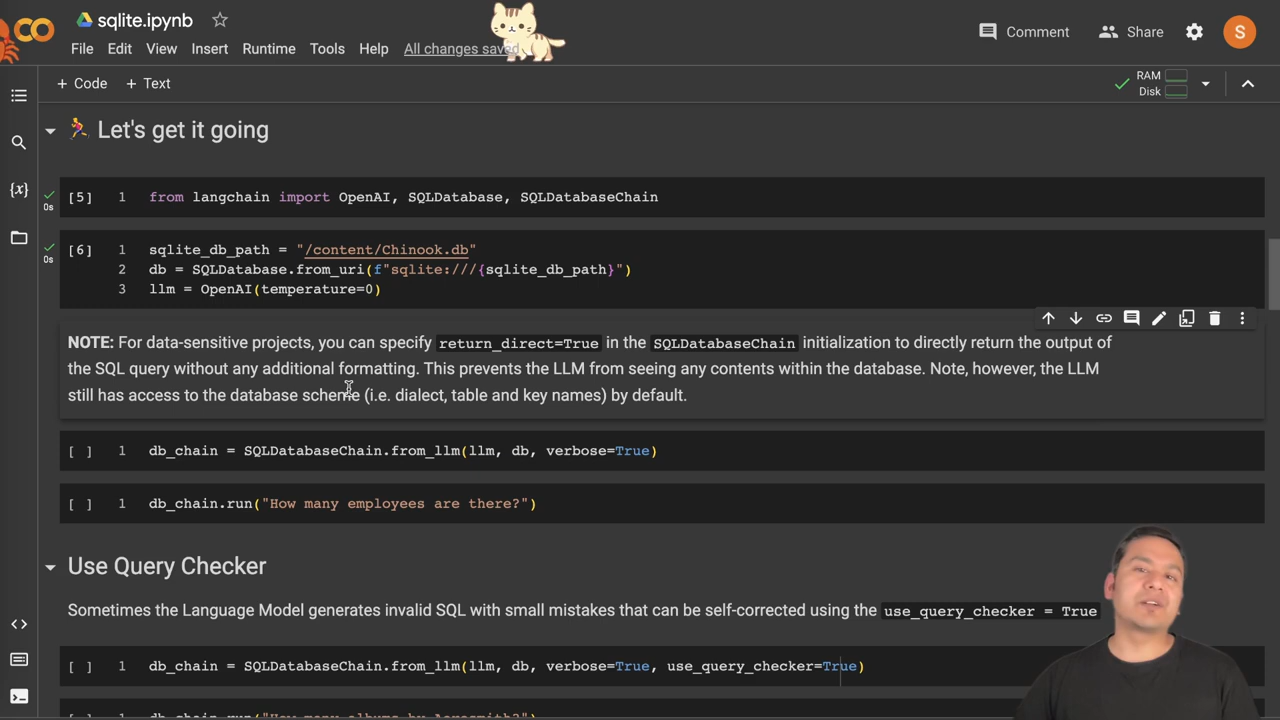 sqlite.ipynb
File Edit View Insert Runtime Tools Help All changes saved
Comment Share S
+ Code + Text
RAM
Disk
Let's get it going
[5] 1 from langchain import OpenAI, SQLDatabase, SQLDatabaseChain
0s
[6] 1 sqlite_db_path = "/content/Chinook.db"
0s
2 db = SQLDatabase.from_uri(f"sqlite:///{sqlite_db_path}")
3 llm = OpenAI(temperature=0)
NOTE: For data-sensitive projects, you can specify return_direct=True in the SQLDatabaseChain initialization to directly return the output of
the SQL query without any additional formatting. This prevents the LLM from seeing any contents within the database. Note, however, the LLM
still has access to the database scheme (i.e. dialect, table and key names) by default.
[ ] 1 db_chain = SQLDatabaseChain.from_llm(llm, db, verbose=True)
[ ] 1 db_chain.run("How many employees are there?")
Use Query Checker
Sometimes the Language Model generates invalid SQL with small mistakes that can be self-corrected using the use_query_checker = True
[ ] 1 db_chain = SQLDatabaseChain.from_llm(llm, db, verbose=True, use_query_checker=True)
db_chain.run("How many albums by Aerosmith?")